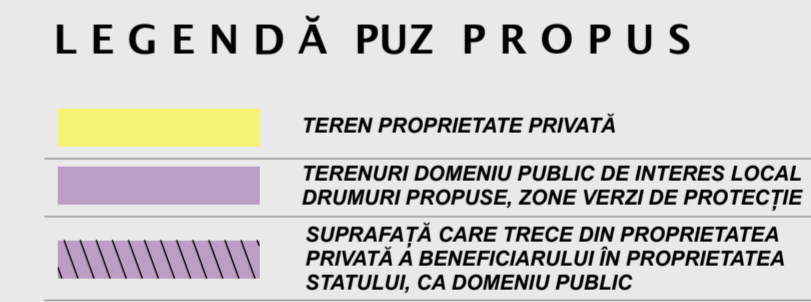 LEGENDĂ PUZ PROPUS
TEREN PROPRIETATE PRIVATĂ
TERENURI DOMENIU PUBLIC DE INTERES LOCAL
DRUMURI PROPUSE, ZONE VERZI DE PROTECȚIE
SUPRAFAȚĂ CARE TRECE DIN PROPRIETATEA
PRIVATĂ A BENEFICIARULUI ÎN PROPRIETATEA
STATULUI, CA DOMENIU PUBLIC